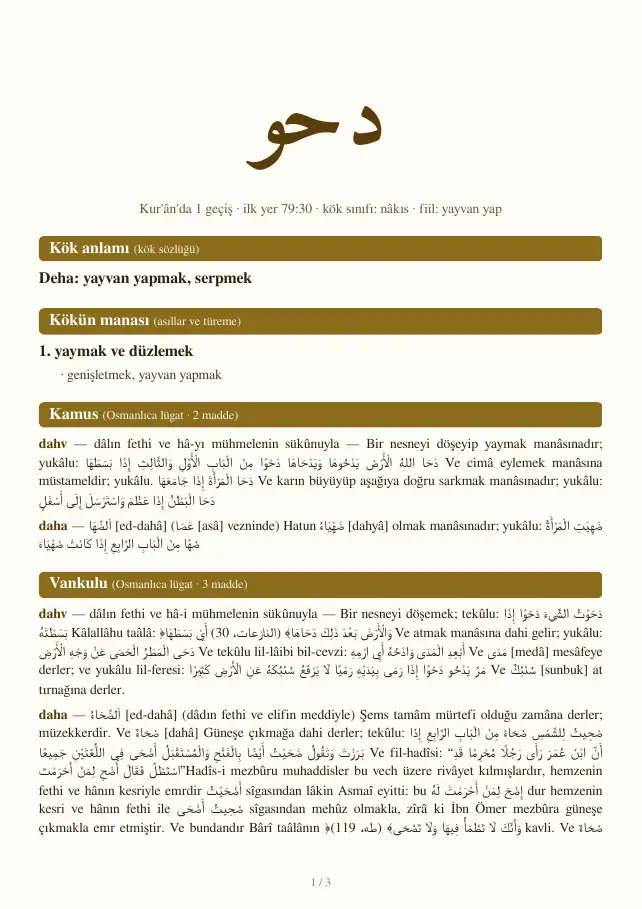 دحو
Kur'ân'da 1 geçiş · ilk yer 79:30 · kök sınıfı: nâkıs · fiil: yayvan yap
Kök anlamı (kök sözlüğü)
Deha: yayvan yapmak, serpmek
Kökün manası (asıllar ve türeme)
1. yaymak ve düzlemek
· genişletmek, yayvan yapmak
Kamus (Osmanlıca lügat · 2 madde)
dahv — dâlın fethi ve hâ-yı mühmelenin sükûnuyla — Bir nesneyi döşeyip yaymak manâsınadır;
yukâlu: دَحَا اللهُ الْأَرْضَ يَدْحُوهَا وَيَدْحَاهَا دَحْوًا مِنَ الْبَابِ الْأَوَّلِ وَالثَّالِثِ إِذَا بَسَطَهَا Ve cimâ eylemek manâsına
müstameldir; yukâlu. دَحَا الْمَرْأَةَ إِذَا جَامَعَهَا Ve karın büyüyüp aşağıya doğru sarkmak manâsınadır; yukâlu:
دَحَا الْبَطْنُ إِذَا عَظُمَ وَاسْتَرْسَلَ إِلَى أَسْفَلِ
daha — اَلضَّهَا [ed-dahâ] (عَصَا [asâ] vezninde) Hatun ضَهْيَاءُ [dahyâ] olmak manâsınadır; yukâlu: ضَهِيَتِ الْمَرْأَةُ
ضَهًا مِنَ الْبَابِ الرَّابِعِ إِذَا كَانَتْ ضَهْيَاءَ
Vankulu (Osmanlıca lügat · 3 madde)
dahv — dâlın fethi ve hâ-i mühmelenin sükûnuyla — Bir nesneyi döşemek; tekûlu: دَحَوْتُ الشَّيْءَ دَحْوًا إِذَا
بَسَطْتَهُ Kâlallâhu taâlâ: ﴿وَالْأَرْضَ بَعْدَ ذَلِكَ دَحَاهَا﴾ (النازعات، 30) أَيْ بَسَطَهَا Ve atmak manâsına dahi gelir; yukâlu:
دَحَى الْمَطَرُ الْحَصَى عَنْ وَجْهِ الْأَرْضِ Ve tekûlu lil-lâibi bil-cevzi: أَبْعِدِ الْمَدَى وَادْحُهُ أَيِ ارْمِهِ Ve مَدَى [medâ] mesâfeye
derler; ve yukâlu lil-feresi: مَرَّ يَدْحُو دَحْوًا إِذَا رَمَى بِيَدَيْهِ رَمْيًا لَا يَرْفَعُ سُنْبُكَهُ عَنِ الْأَرْضِ كَثِيرًا Ve سُنْبُكٌ [sunbuk] at
tırnağına derler.
daha — اَلضَّحَاءُ [ed-dahâ] (dâdın fethi ve elifin meddiyle) Şems tamâm mürtefi olduğu zamâna derler;
müzekkerdir. Ve ضَحَاءٌ [dahâ] Güneşe çıkmağa dahi derler; tekûlu: ضَحِيتُ لِلشَّمْسِ ضَحَاءً مِنَ الْبَابِ الرَّابِعِ إِذَا
بَرَزْتَ وَتَقُولُ ضَحَيْتُ أَيْضًا بِالْفَتْحِ وَالْمُسْتَقْبَلُ أَضْحَى فِي اللُّغَتَيْنِ جَمِيعًا Ve fil-hadîsi: “أَنَّ ابْنَ عُمَرَ رَأَى رَجُلًا مُحْرِمًا قَدِ
اسْتَظَلَّ فَقَالَ أَضْحِ لِمَنْ أَحْرَمْتَ”Hadîs-i mezbûru muhaddisler bu vech üzere rivâyet kılmışlardır, hemzenin
fethi ve hânın kesriyle emrdir أَضْحَيْتُ sîgasından lâkin Asmaî eyitti: bu إِضْحَ لِمَنْ أَحْرَمْتَ لَهُ dur hemzenin
kesri ve hânın fethi ile ضَحِيتُ أَضْحَى sîgasından mehûz olmakla, zîrâ ki İbn Ömer mezbûra güneşe
çıkmakla emr etmiştir. Ve bundandır Bârî taâlânın ﴿وَأَنَّكَ لَا تَظْمَأُ فِيهَا وَلَا تَضْحَى﴾ (طه، 119) kavli. Ve ضَحَاءٌ
1 / 3